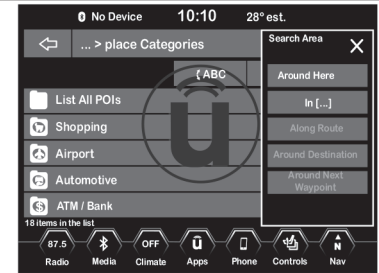 No Device 10:10 28° est.
... > place Categories
Search Area X
ABC
Around Here
List All POIs
In [...]
Shopping
Along Route
Airport
Around Destination
Automotive
Around Next
Waypoint
ATM / Bank
18 items in the list
87.5 OFF û N
Radio Media Climate Apps Phone Controls Nav